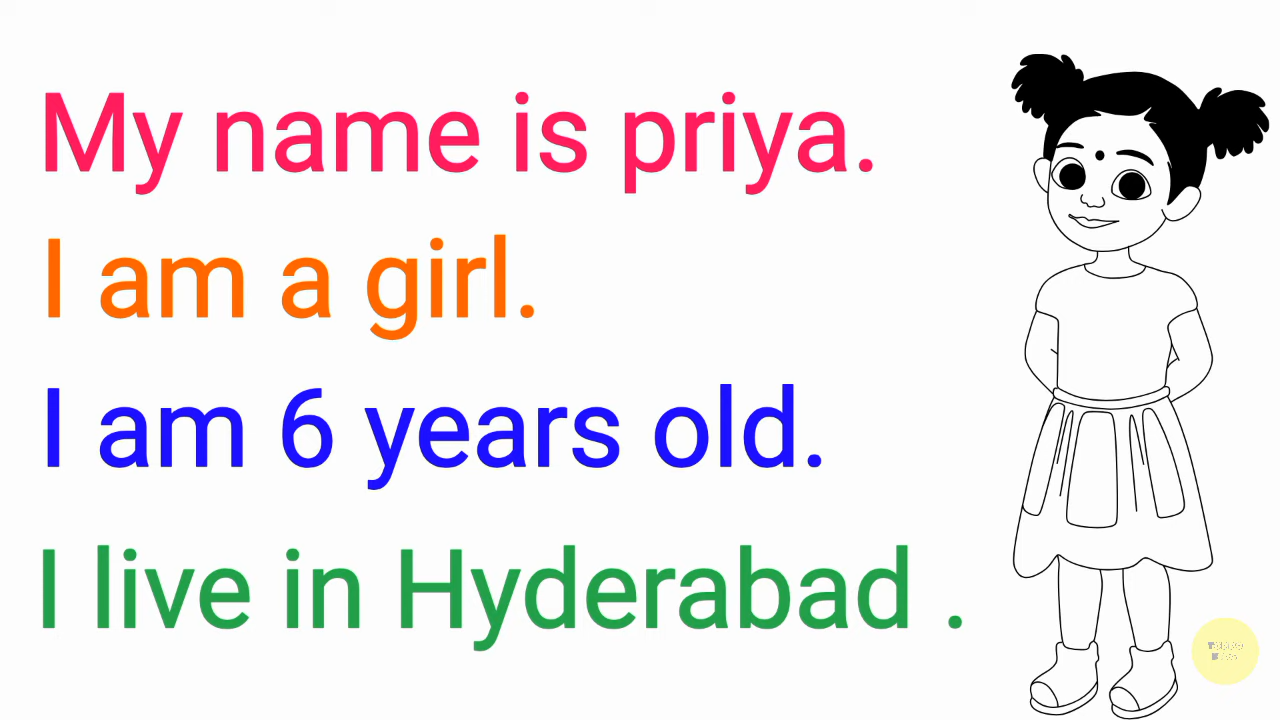 My name is priya.
I am a girl.
I am 6 years old.
I live in Hyderabad .